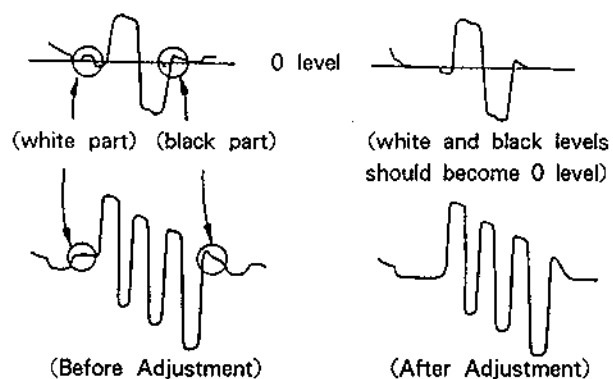 0 level
(white part) (black part)
(white and black levels
should become 0 level)
(Before Adjustment)
(After Adjustment)